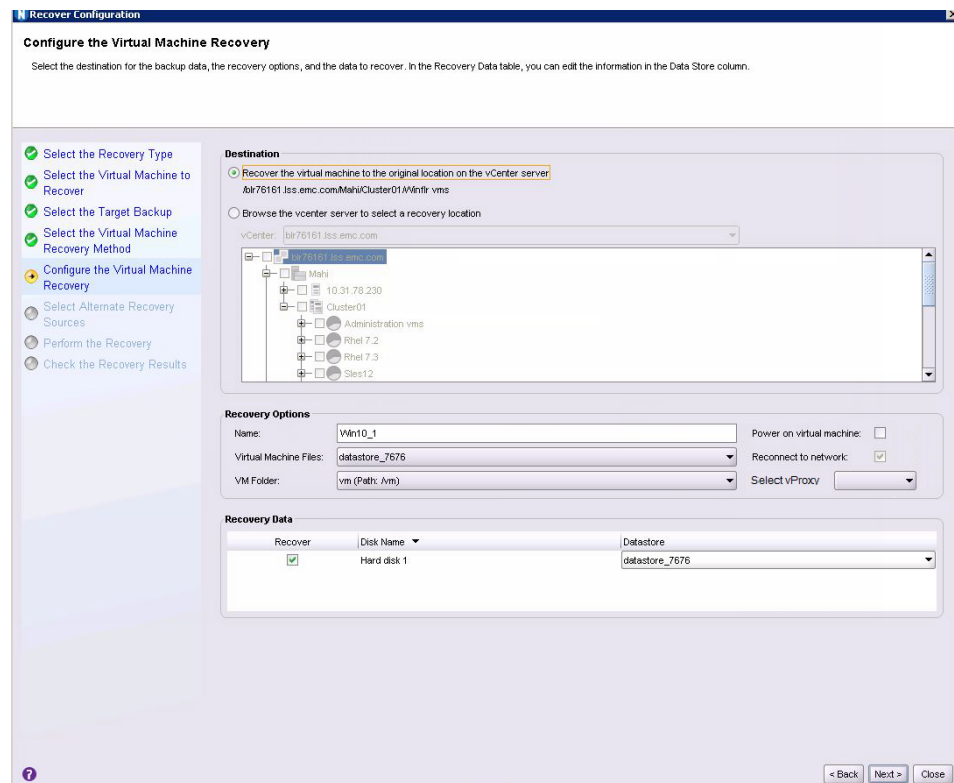 N Recover Configuration
Configure the Virtual Machine Recovery
Select the destination for the backup data, the recovery options, and the data to recover. In the Recovery Data table, you can edit the information in the Data Store column.
Select the Recovery Type
Select the Virtual Machine to
Recover
Select the Target Backup
Select the Virtual Machine
Recovery Method
Configure the Virtual Machine
Recovery
Select Alternate Recovery
Sources
Perform the Recovery
Check the Recovery Results
Destination
Recover the virtual machine to the original location on the vCenter server
/blr76161.lss.emc.com/Mahi/Cluster01/Winflr vms
Browse the vcenter server to select a recovery location
vCenter: blr76161.lss.emc.com
blr76161.lss.emc.com
Mahi
10.31.78.230
Cluster01
Administration vms
Rhel 7.2
Rhel 7.3
Sles12
Recovery Options
Name: Win10_1 Power on virtual machine:
Virtual Machine Files: datastore_7676 Reconnect to network:
VM Folder: vm (Path: /vm) Select vProxy
Recovery Data
Recover Disk Name Datastore
Hard disk 1 datastore_7676
? < Back Next > Close